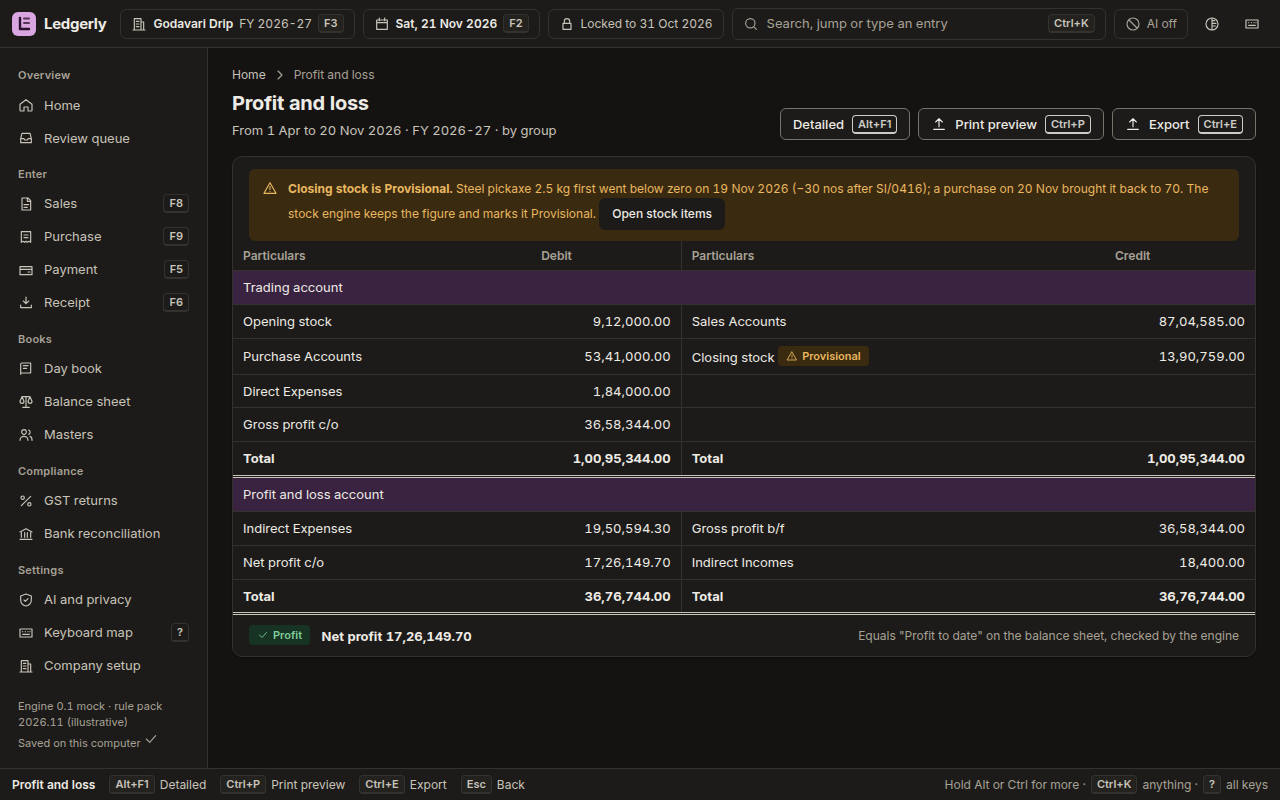 Ledgerly
Godavari Drip FY 2026-27 F3
Sat, 21 Nov 2026 F2
Locked to 31 Oct 2026
Search, jump or type an entry Ctrl+K
AI off
Overview
Home
Review queue
Enter
Sales F8
Purchase F9
Payment F5
Receipt F6
Books
Day book
Balance sheet
Masters
Compliance
GST returns
Bank reconciliation
Settings
AI and privacy
Keyboard map ?
Company setup
Engine 0.1 mock · rule pack
2026.11 (illustrative)
Saved on this computer
Home > Profit and loss
Profit and loss
From 1 Apr to 20 Nov 2026 · FY 2026-27 · by group
Detailed Alt+F1
Print preview Ctrl+P
Export Ctrl+E
Closing stock is Provisional. Steel pickaxe 2.5 kg first went below zero on 19 Nov 2026 (−30 nos after SI/0416); a purchase on 20 Nov brought it back to 70. The
stock engine keeps the figure and marks it Provisional. Open stock items
Particulars Debit Particulars Credit
Trading account
Opening stock 9,12,000.00 Sales Accounts 87,04,585.00
Purchase Accounts 53,41,000.00 Closing stock Provisional 13,90,759.00
Direct Expenses 1,84,000.00
Gross profit c/o 36,58,344.00
Total 1,00,95,344.00 Total 1,00,95,344.00
Profit and loss account
Indirect Expenses 19,50,594.30 Gross profit b/f 36,58,344.00
Net profit c/o 17,26,149.70 Indirect Incomes 18,400.00
Total 36,76,744.00 Total 36,76,744.00
Profit Net profit 17,26,149.70 Equals "Profit to date" on the balance sheet, checked by the engine
Profit and loss Alt+F1 Detailed Ctrl+P Print preview Ctrl+E Export Esc Back
Hold Alt or Ctrl for more · Ctrl+K anything · ? all keys